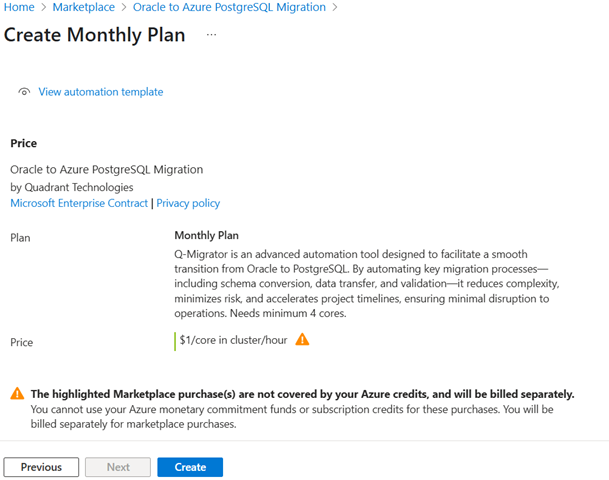 Home > Marketplace > Oracle to Azure PostgreSQL Migration >
Create Monthly Plan ...
View automation template
Price
Oracle to Azure PostgreSQL Migration
by Quadrant Technologies
Microsoft Enterprise Contract | Privacy policy
Plan
Monthly Plan
Q-Migrator is an advanced automation tool designed to facilitate a smooth
transition from Oracle to PostgreSQL. By automating key migration processes—
including schema conversion, data transfer, and validation—it reduces complexity,
minimizes risk, and accelerates project timelines, ensuring minimal disruption to
operations. Needs minimum 4 cores.
Price
$1/core in cluster/hour
The highlighted Marketplace purchase(s) are not covered by your Azure credits, and will be billed separately.
You cannot use your Azure monetary commitment funds or subscription credits for these purchases. You will be
billed separately for marketplace purchases.
Previous Next Create